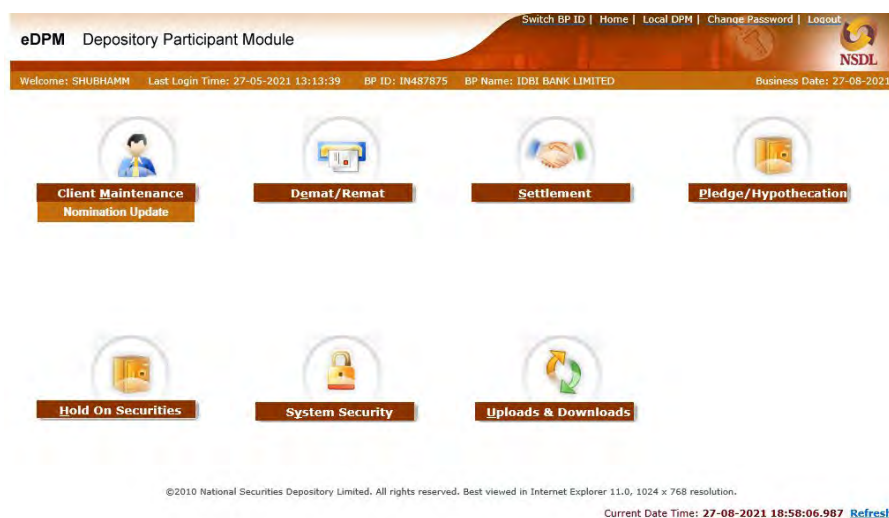 Switch BP ID | Home | Local DPM | Change Password | Logout
eDPM Depository Participant Module
NSDL
Welcome: SHUBHAMM Last Login Time: 27-05-2021 13:13:39 BP ID: IN487875 BP Name: IDBI BANK LIMITED Business Date: 27-08-2021
Client Maintenance Demat/Remat Settlement Pledge/Hypothecation
Nomination Update
Hold On Securities System Security Uploads & Downloads
©2010 National Securities Depository Limited. All rights reserved. Best viewed in Internet Explorer 11.0, 1024 x 768 resolution.
Current Date Time: 27-08-2021 18:58:06.987 Refresh